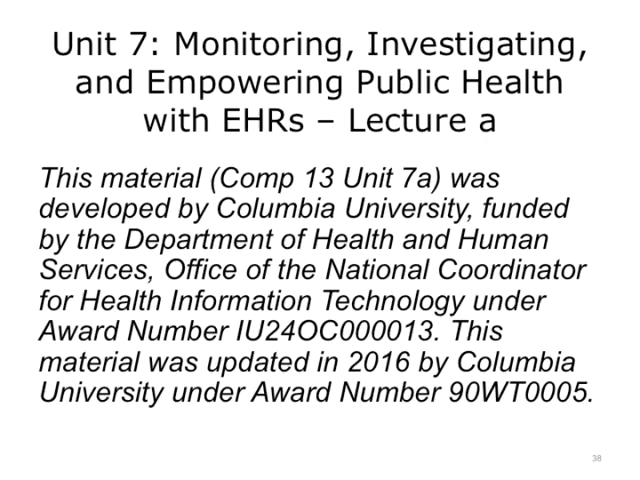 Unit 7: Monitoring, Investigating,
and Empowering Public Health
with EHRs – Lecture a
This material (Comp 13 Unit 7a) was
developed by Columbia University, funded
by the Department of Health and Human
Services, Office of the National Coordinator
for Health Information Technology under
Award Number IU24OC000013. This
material was updated in 2016 by Columbia
University under Award Number 90WT0005.
38